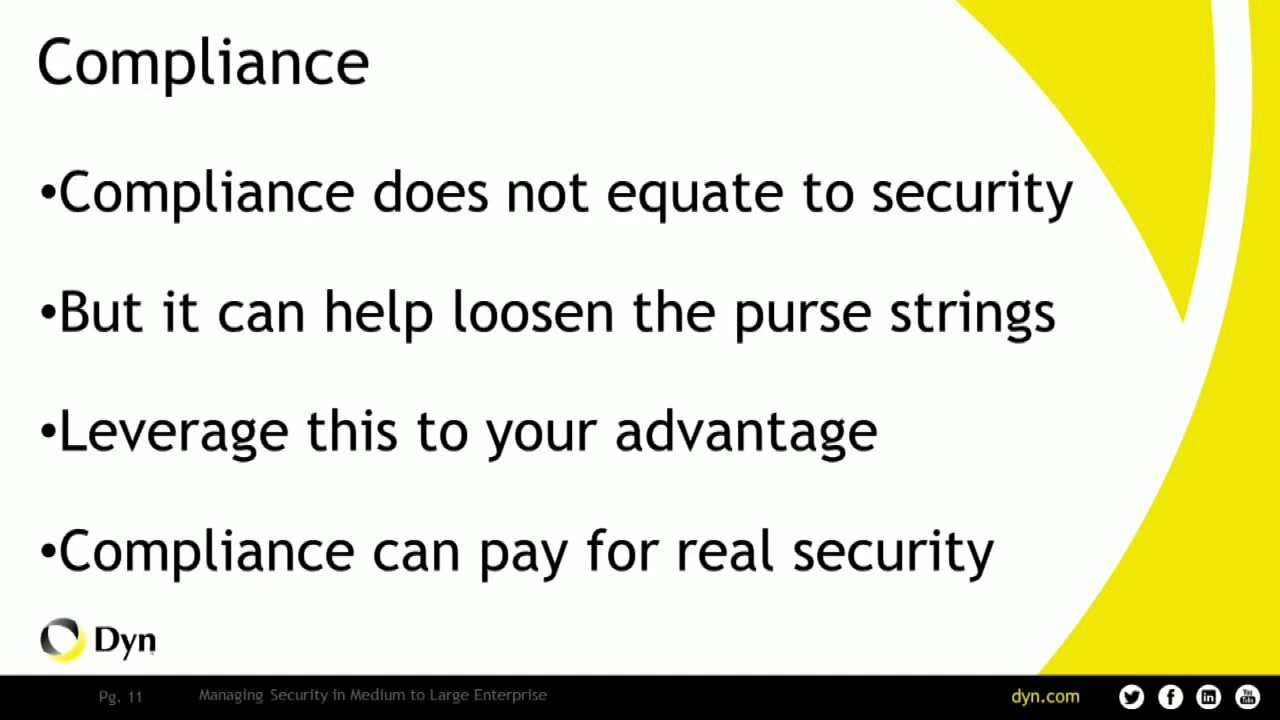 Compliance
•Compliance does not equate to security
•But it can help loosen the purse strings
•Leverage this to your advantage
•Compliance can pay for real security
Dyn
Pg. 11 Managing Security in Medium to Large Enterprise dyn.com You Tube